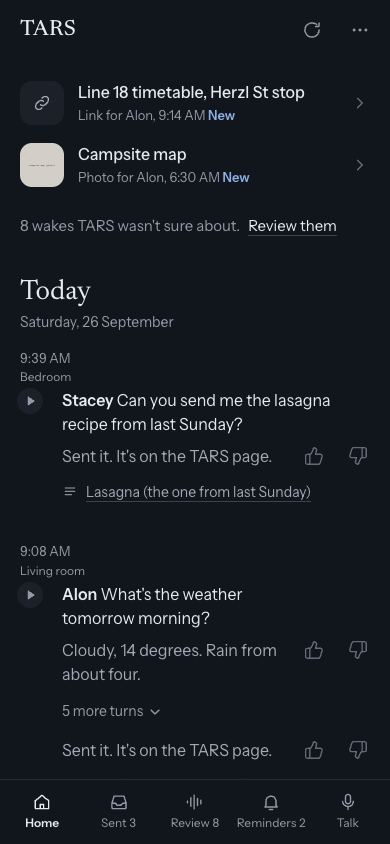 TARS
Line 18 timetable, Herzl St stop
Link for Alon, 9:14 AM New
Campsite map
Photo for Alon, 6:30 AM New
8 wakes TARS wasn't sure about. Review them
Today
Saturday, 26 September
9:39 AM
Bedroom
Stacey Can you send me the lasagna
recipe from last Sunday?
Sent it. It's on the TARS page.
Lasagna (the one from last Sunday)
9:08 AM
Living room
Alon What's the weather
tomorrow morning?
Cloudy, 14 degrees. Rain from
about four.
5 more turns
Sent it. It's on the TARS page.
Home
Sent 3
Review 8
Reminders 2
Talk